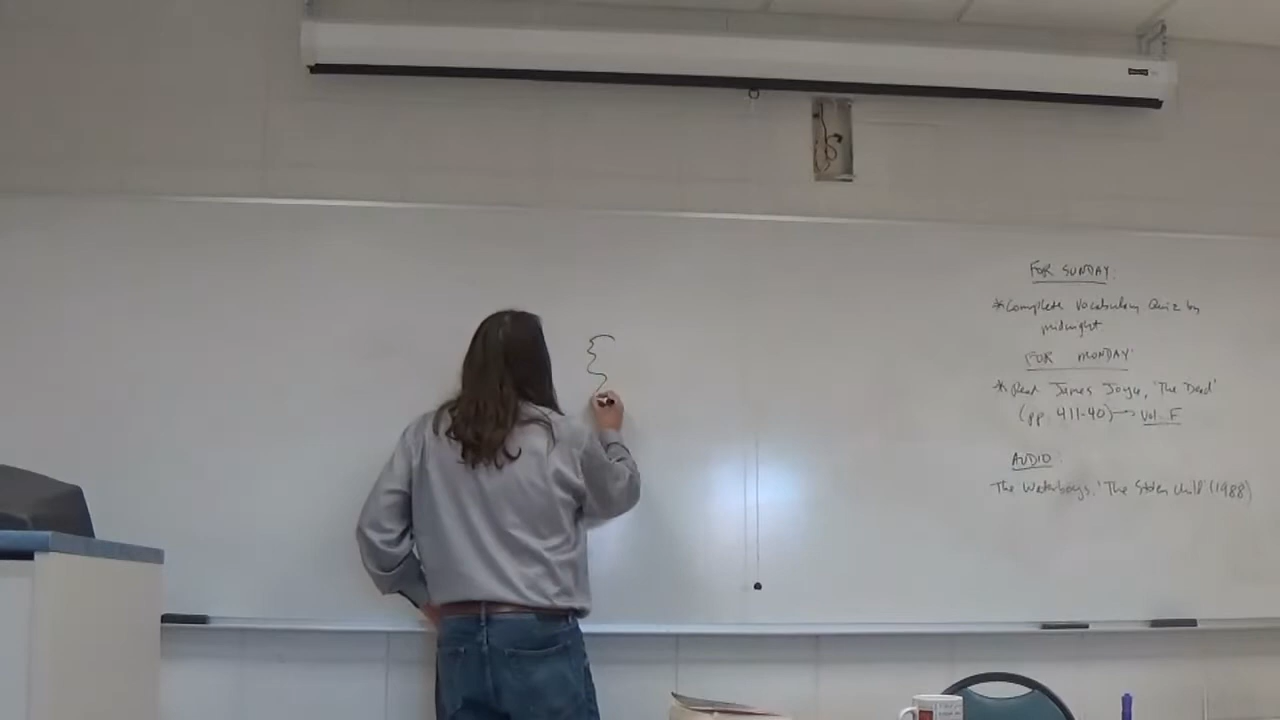 FOR SUNDAY:
*Complete Vocabulary Quiz by
midnight
FOR MONDAY:
*Read James Joyce, 'The Dead'
(pp. 411-40)→ Vol. F
AUDIO:
The Waterboys, 'The Stolen Child' (1988)